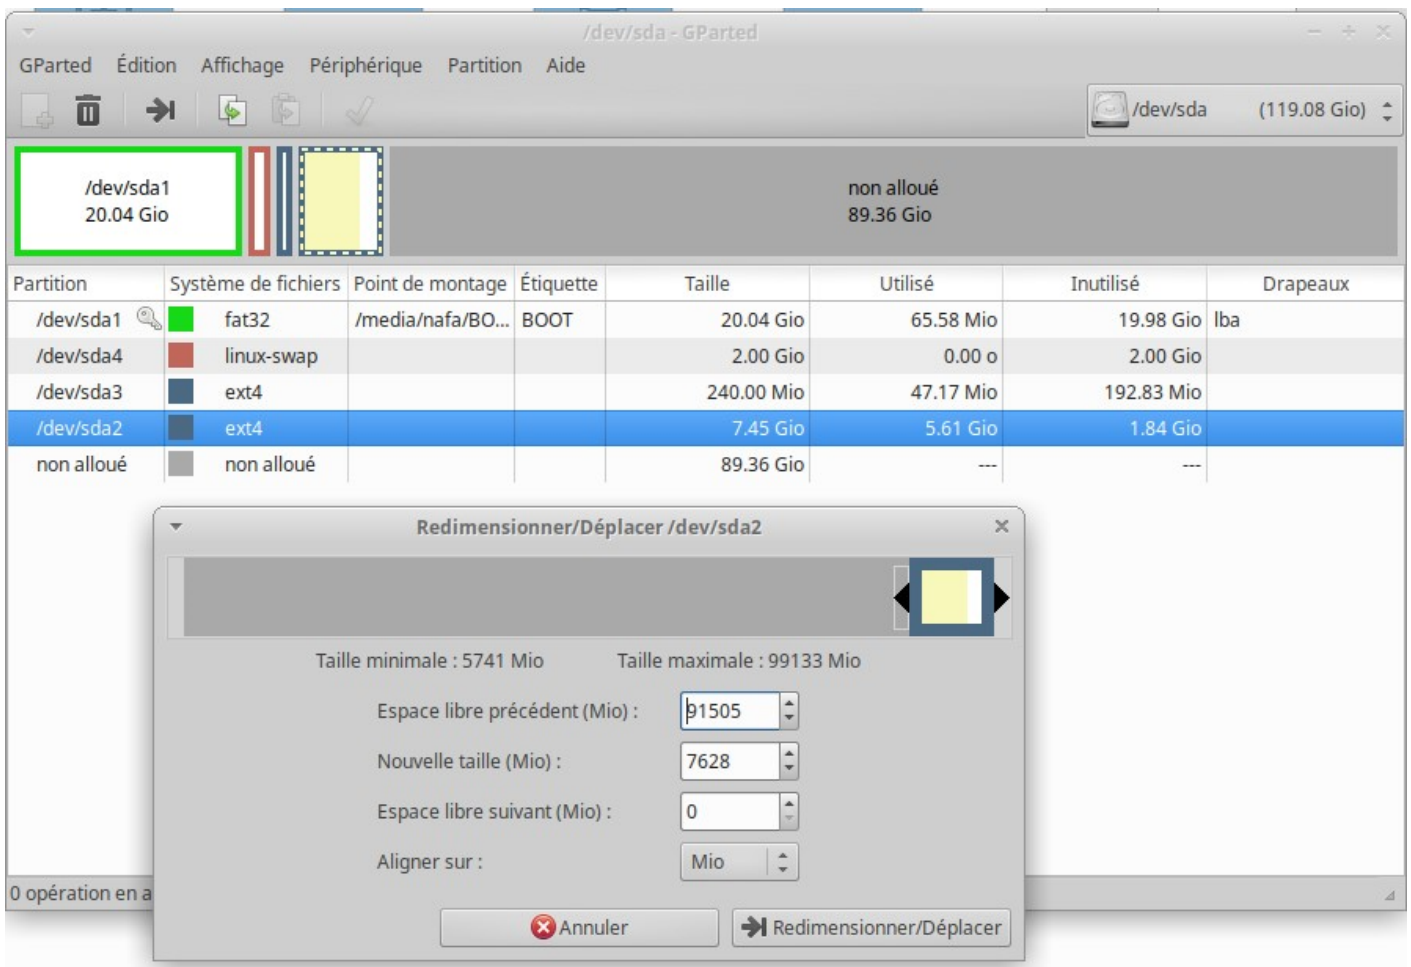 /dev/sda - GParted
GParted Édition Affichage Périphérique Partition Aide
/dev/sda (119.08 Gio)
/dev/sda1
20.04 Gio
non alloué
89.36 Gio
Partition Système de fichiers Point de montage Étiquette Taille Utilisé Inutilisé Drapeaux
/dev/sda1 fat32 /media/nafa/BO... BOOT 20.04 Gio 65.58 Mio 19.98 Gio lba
/dev/sda4 linux-swap 2.00 Gio 0.00 o 2.00 Gio
/dev/sda3 ext4 240.00 Mio 47.17 Mio 192.83 Mio
/dev/sda2 ext4 7.45 Gio 5.61 Gio 1.84 Gio
non alloué non alloué 89.36 Gio --- ---
Redimensionner/Déplacer /dev/sda2
Taille minimale : 5741 Mio Taille maximale : 99133 Mio
Espace libre précédent (Mio) : 91505
Nouvelle taille (Mio) : 7628
Espace libre suivant (Mio) : 0
Aligner sur : Mio
0 opération en a
Annuler Redimensionner/Déplacer